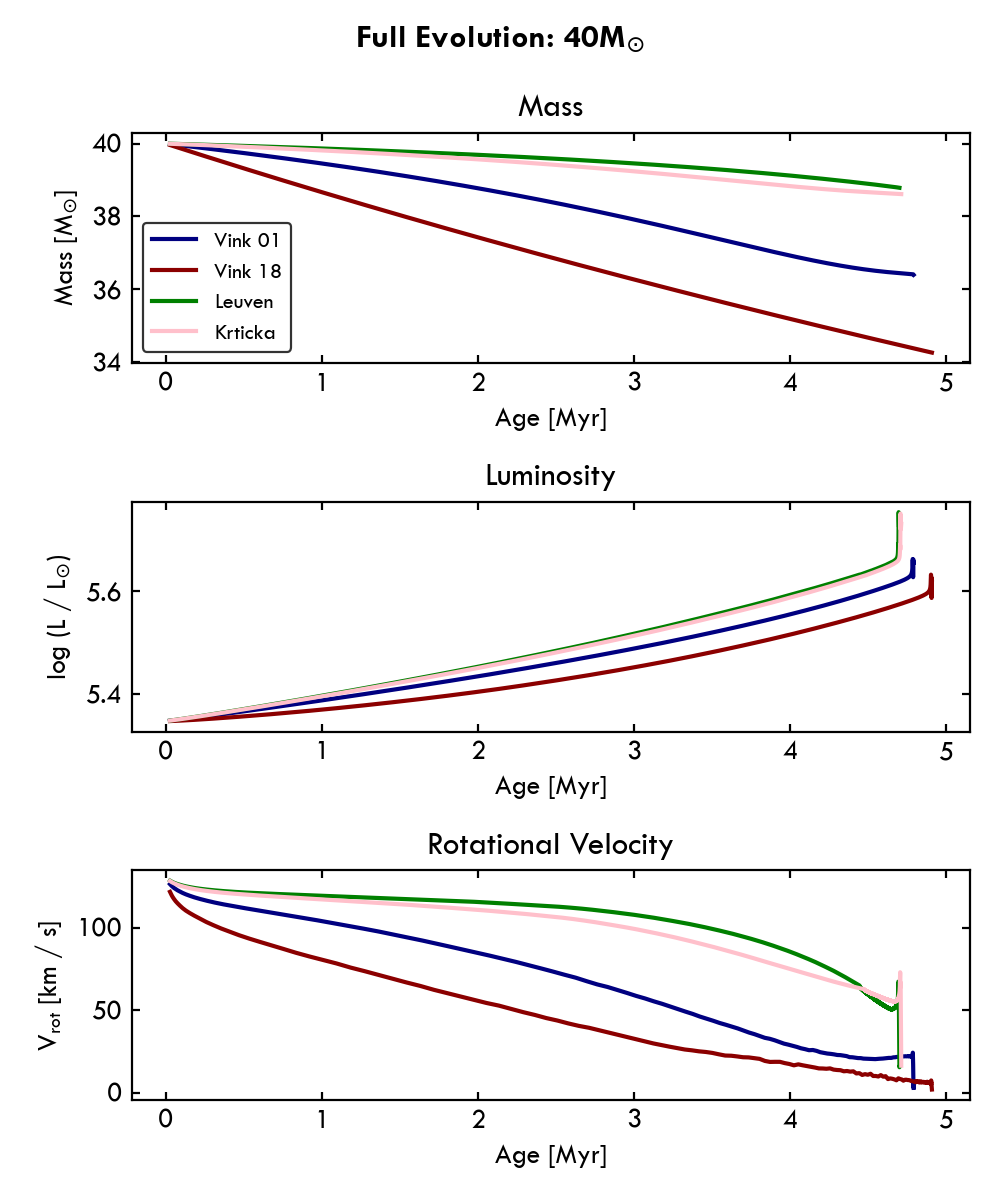 Full Evolution: 40M☉
Mass
Mass [M☉]
40
38
36
34
Vink 01
Vink 18
Leuven
Krticka
0 1 2 3 4 5
Age [Myr]
Luminosity
log (L / L☉)
5.6
5.4
0 1 2 3 4 5
Age [Myr]
Rotational Velocity
Vrot [km / s]
100
50
0
0 1 2 3 4 5
Age [Myr]